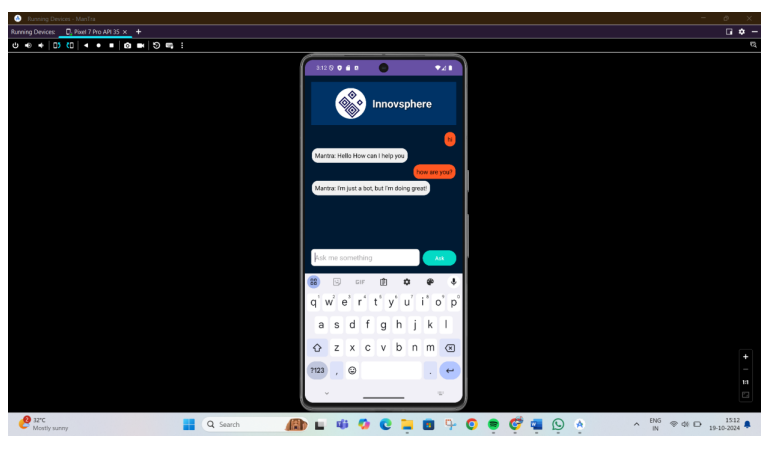 Running Devices - ManTra
Running Devices: Pixel 7 Pro API 35
3:12
Innovsphere
hi
Mantra: Hello How can I help you
how are you?
Mantra: I'm just a bot, but I'm doing great!
Ask me something
Ask
GIF
1 2 3 4 5 6 7 8 9 0
q w e r t y u i o p
a s d f g h j k l
z x c v b n m
?123 , .
1:1
32°C
Mostly sunny
Search
ENG
IN
15:12
19-10-2024